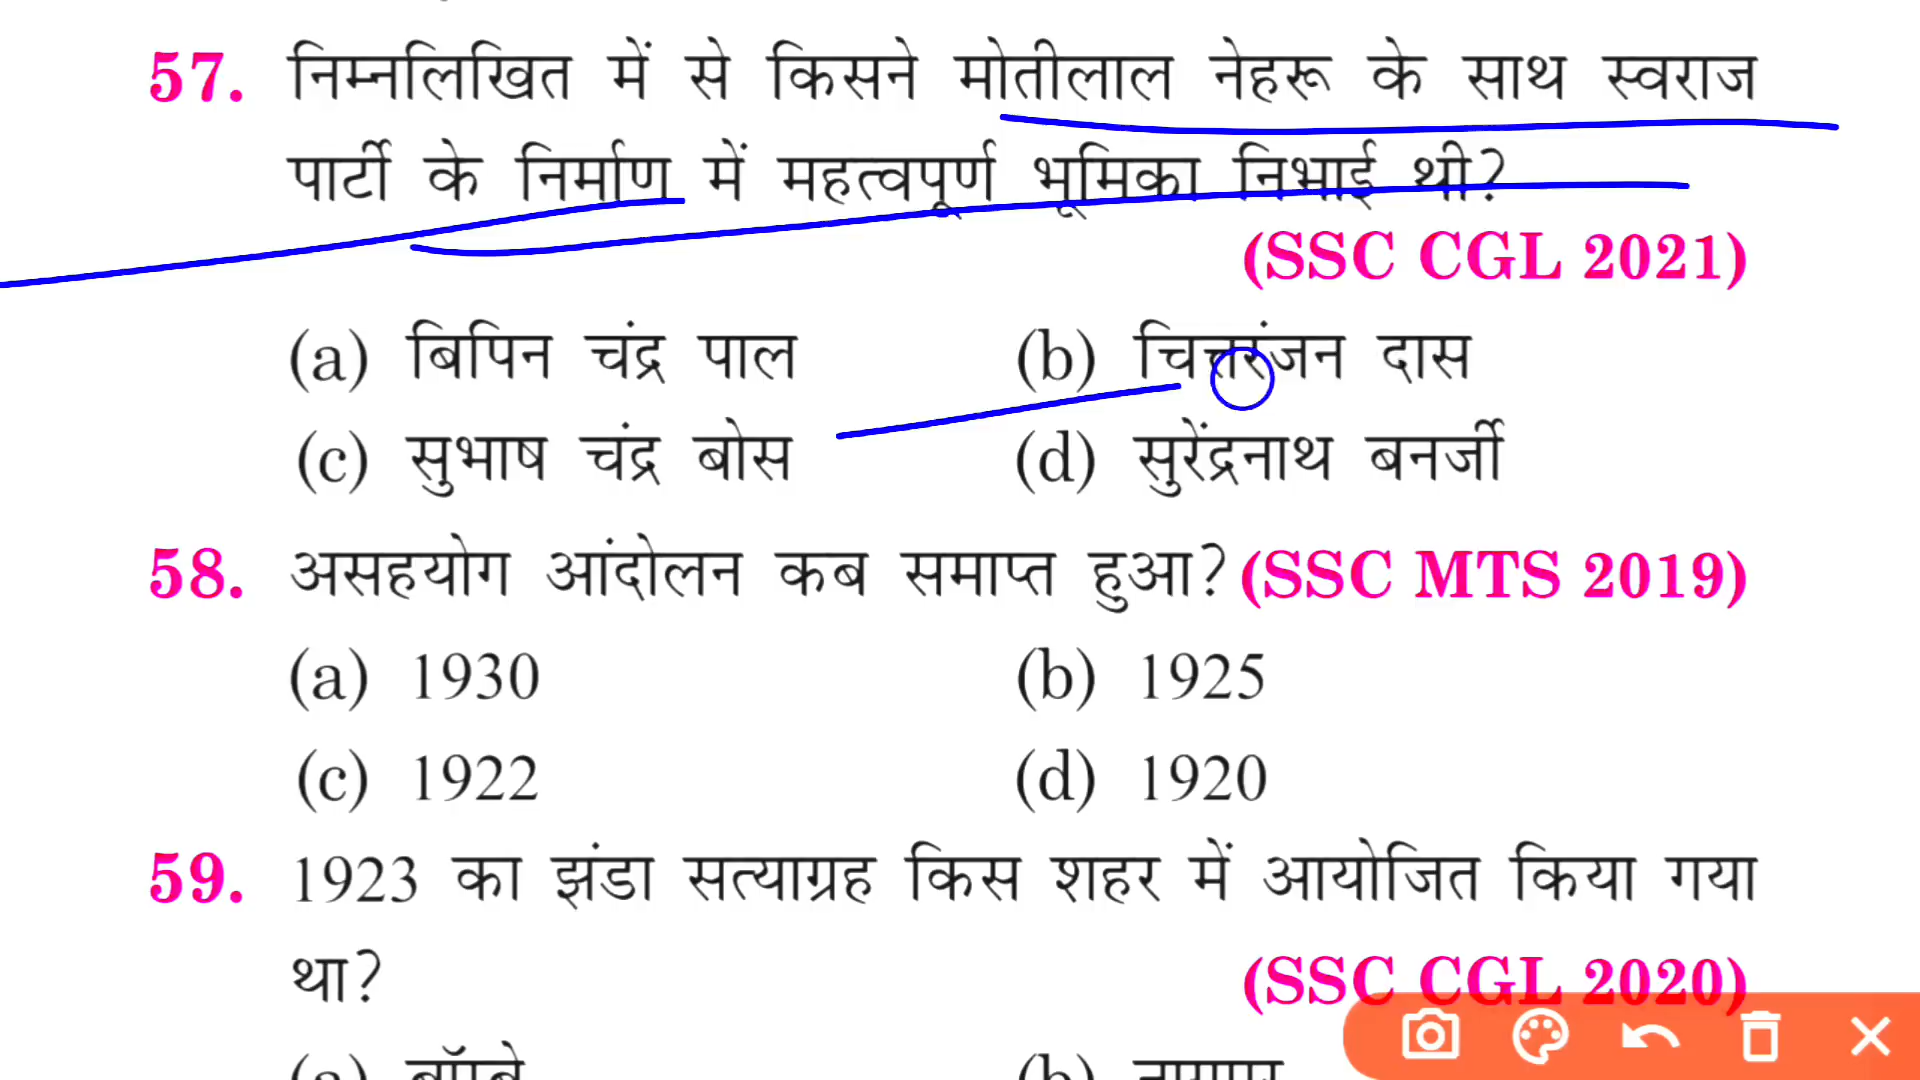 57. निम्नलिखित में से किसने मोतीलाल नेहरू के साथ स्वराज
पार्टी के निर्माण में महत्वपूर्ण भूमिका निभाई थी?
(SSC CGL 2021)
(a) बिपिन चंद्र पाल (b) चित्तरंजन दास
(c) सुभाष चंद्र बोस (d) सुरेंद्रनाथ बनर्जी
58. असहयोग आंदोलन कब समाप्त हुआ? (SSC MTS 2019)
(a) 1930 (b) 1925
(c) 1922 (d) 1920
59. 1923 का झंडा सत्याग्रह किस शहर में आयोजित किया गया
था? (SSC CGL 2020)
(a) (b)